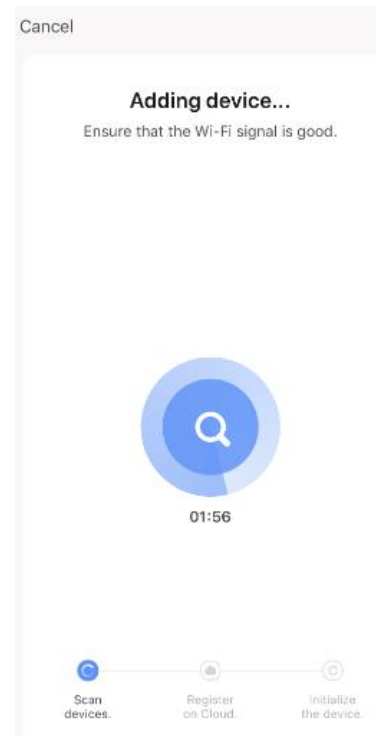 Cancel
Adding device...
Ensure that the Wi-Fi signal is good.
01:56
Scan
devices.
Register
on Cloud.
Initialize
the device.